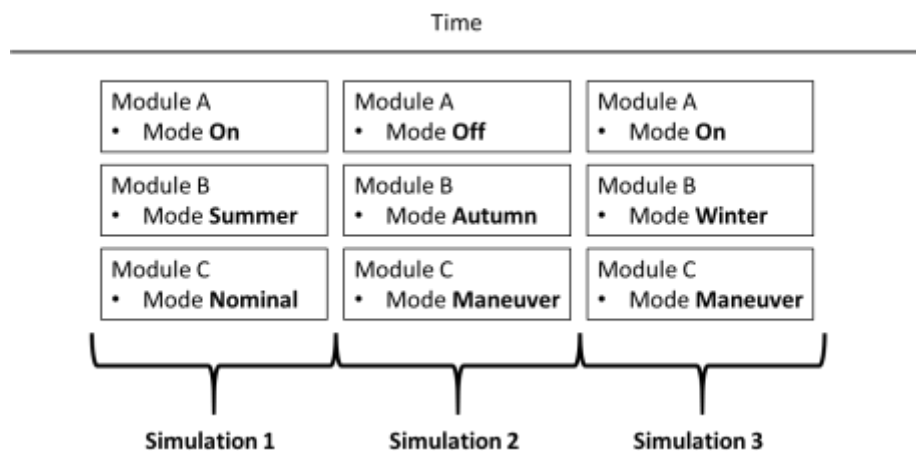 Time
Module A
• Mode On
Module B
• Mode Summer
Module C
• Mode Nominal
Simulation 1
Module A
• Mode Off
Module B
• Mode Autumn
Module C
• Mode Maneuver
Simulation 2
Module A
• Mode On
Module B
• Mode Winter
Module C
• Mode Maneuver
Simulation 3